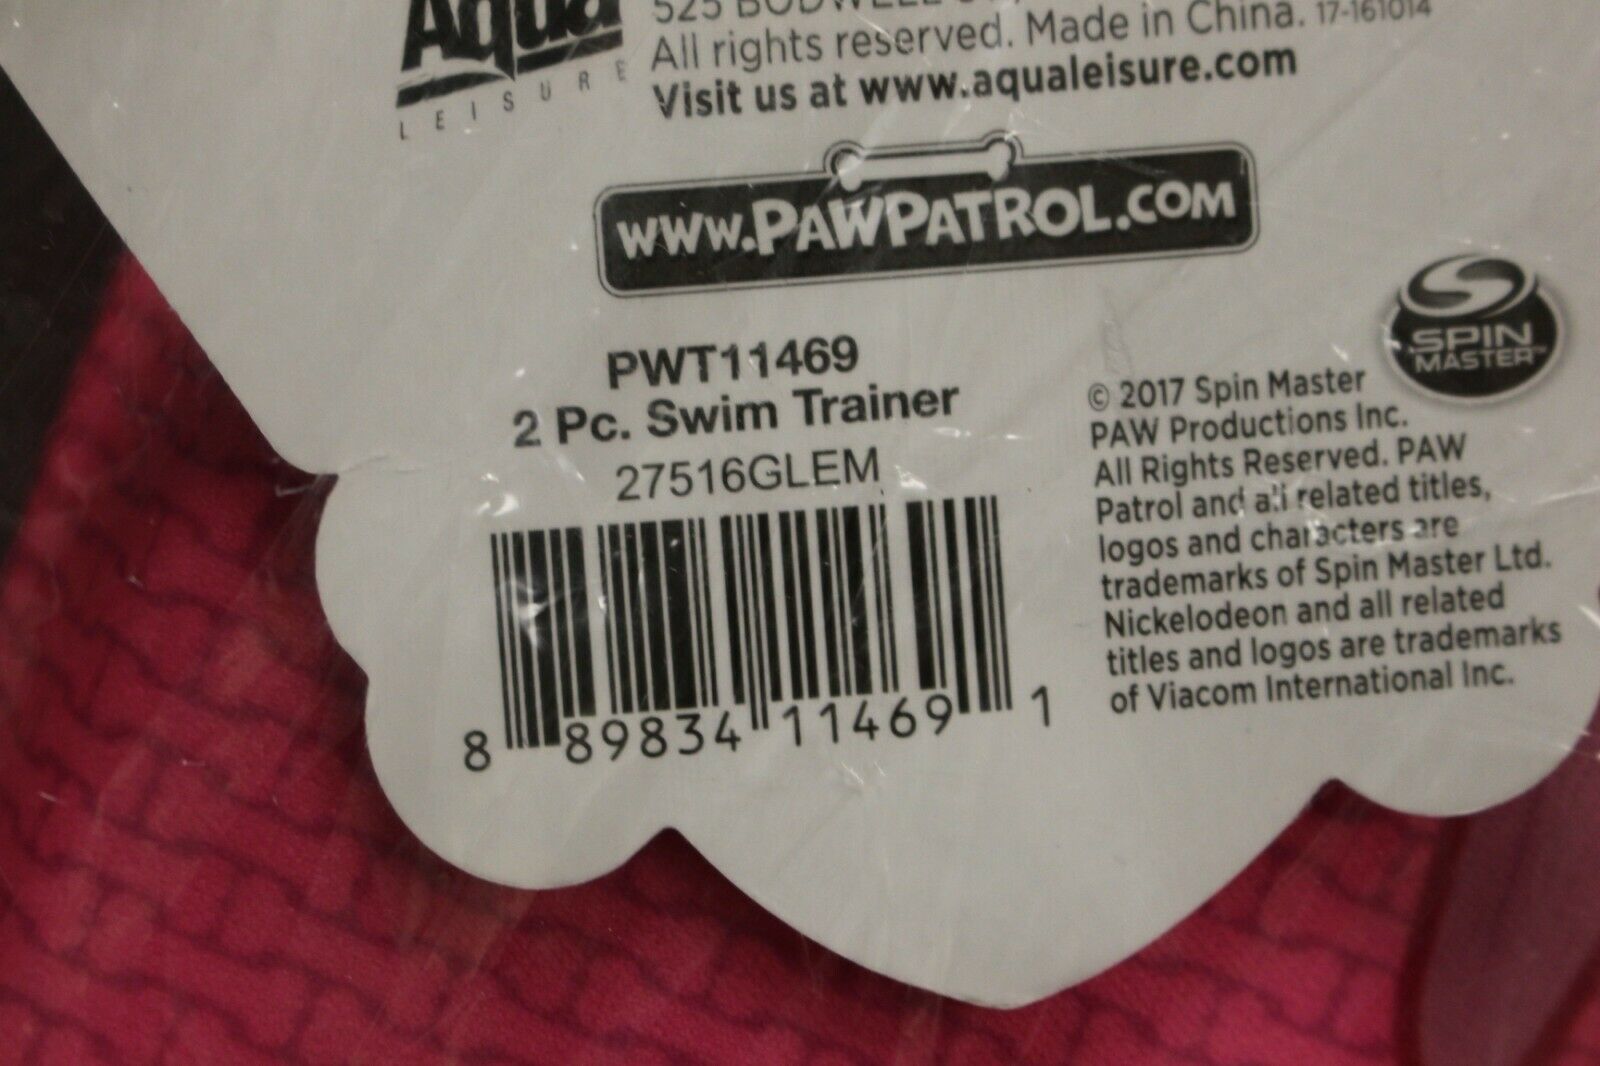 Aqua
LEISURE
525 BODWELL
All rights reserved. Made in China. 17-161014
Visit us at www.aqualeisure.com
WWW.PAWPATROL.COM
SPIN
MASTER™
PWT11469
2 Pc. Swim Trainer
27516GLEM
8 89834 11469 1
© 2017 Spin Master
PAW Productions Inc.
All Rights Reserved. PAW
Patrol and all related titles,
logos and characters are
trademarks of Spin Master Ltd.
Nickelodeon and all related
titles and logos are trademarks
of Viacom International Inc.